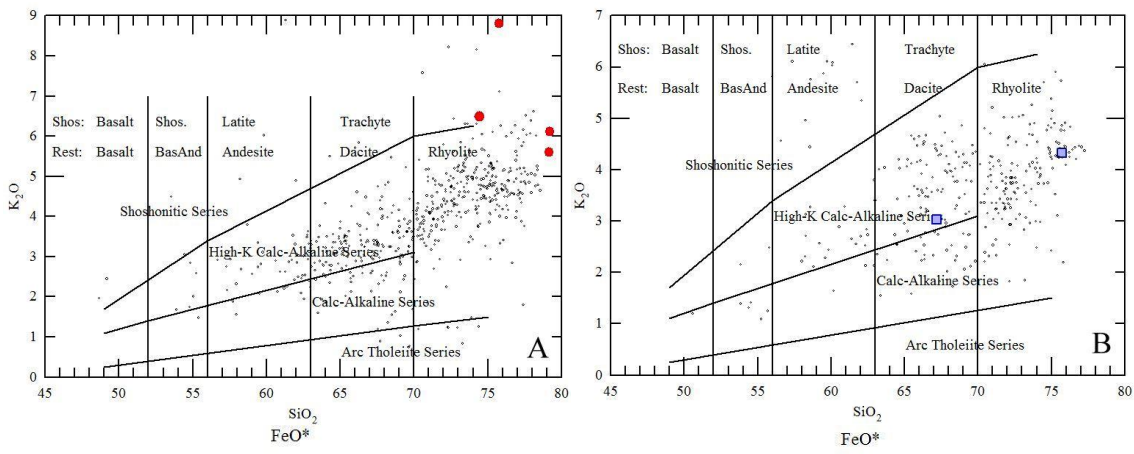 9
8
7
6
5
4
3
2
1
0
K2O
Shos: Basalt Shos. Latite Trachyte
Rest: Basalt BasAnd Andesite Dacite Rhyolite
Shoshonitic Series
High-K Calc-Alkaline Series
Calc-Alkaline Series
Arc Tholeiite Series
A
45 50 55 60 65 70 75 80
SiO2
FeO*
7
6
5
4
3
2
1
0
K2O
Shos: Basalt Shos. Latite Trachyte
Rest: Basalt BasAnd Andesite Dacite Rhyolite
Shoshonitic Series
High-K Calc-Alkaline Series
Calc-Alkaline Series
Arc Tholeiite Series
B
45 50 55 60 65 70 75 80
SiO2
FeO*